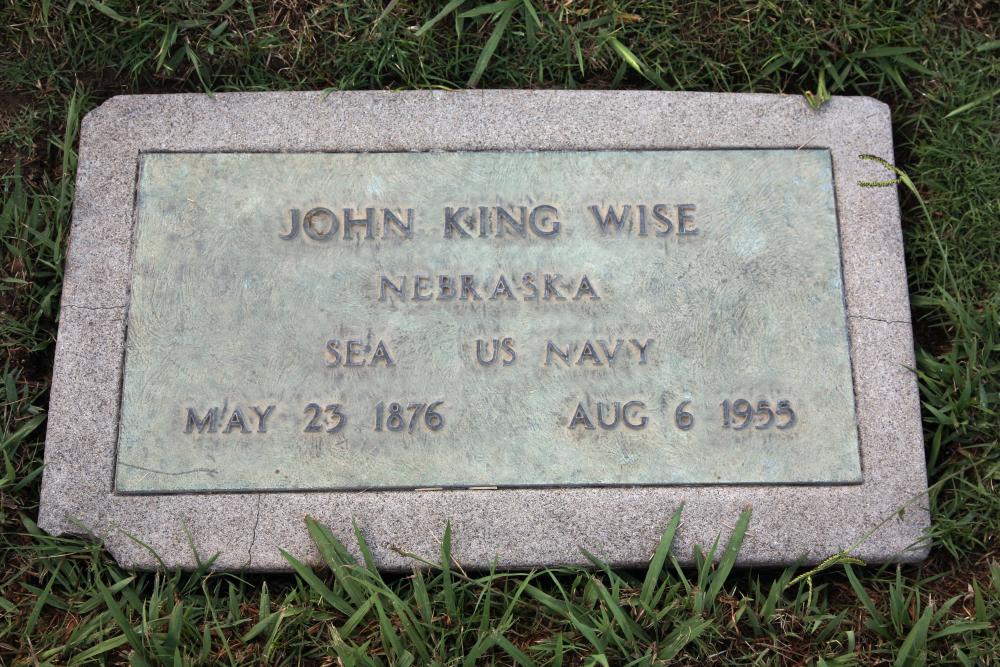 JOHN KING WISE
NEBRASKA
SEA US NAVY
MAY 23 1876 AUG 6 1955